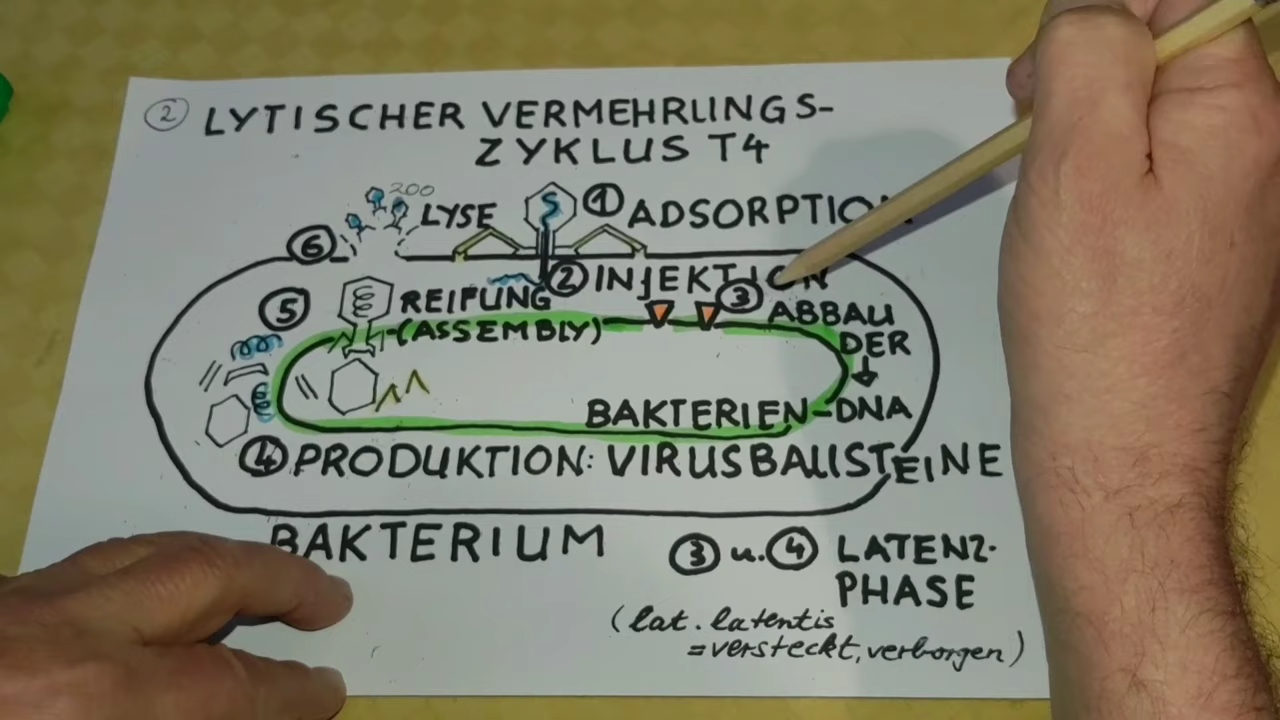 ② LYTISCHER VERMEHRUNGS-
ZYKLUS T4
200
⑥ LYSE
① ADSORPTION
② INJEKTION
③ ABBAU
DER
BAKTERIEN-DNA
⑤ REIFUNG
(ASSEMBLY)
④ PRODUKTION: VIRUSBAUSTEINE
BAKTERIUM
③ u. ④ LATENZ-
PHASE
(lat. latentis
= versteckt, verborgen)